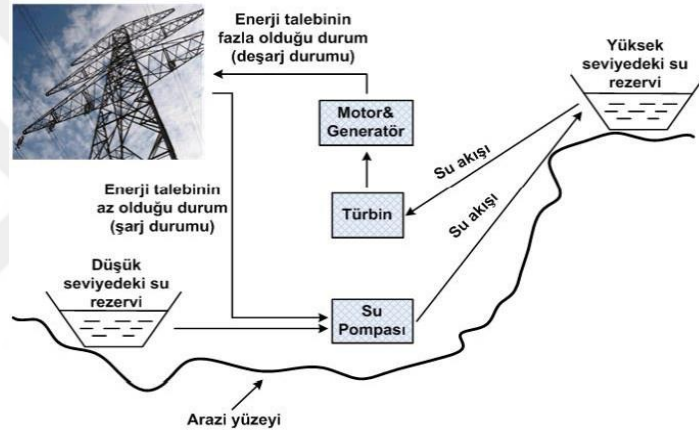 Enerji talebinin
fazla olduğu durum
(deşarj durumu)
Yüksek
seviyedeki su
rezervi
Motor&
Generatör
Su akışı
Türbin
Su akışı
Enerji talebinin
az olduğu durum
(şarj durumu)
Düşük
seviyedeki su
rezervi
Su
Pompası
Arazi yüzeyi